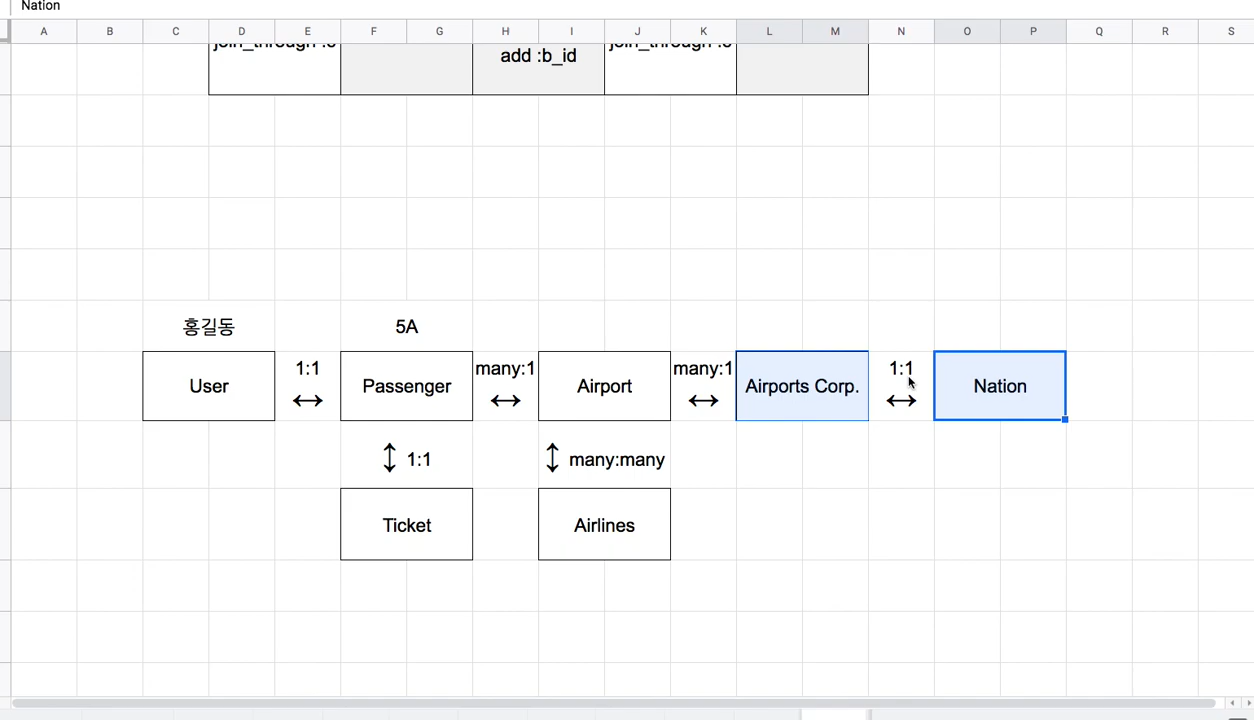 Nation
A B C D E F G H I J K L M N O P Q R S
add :b_id
홍길동 5A
User 1:1 Passenger many:1 Airport many:1 Airports Corp. 1:1 Nation
1:1 many:many
Ticket Airlines